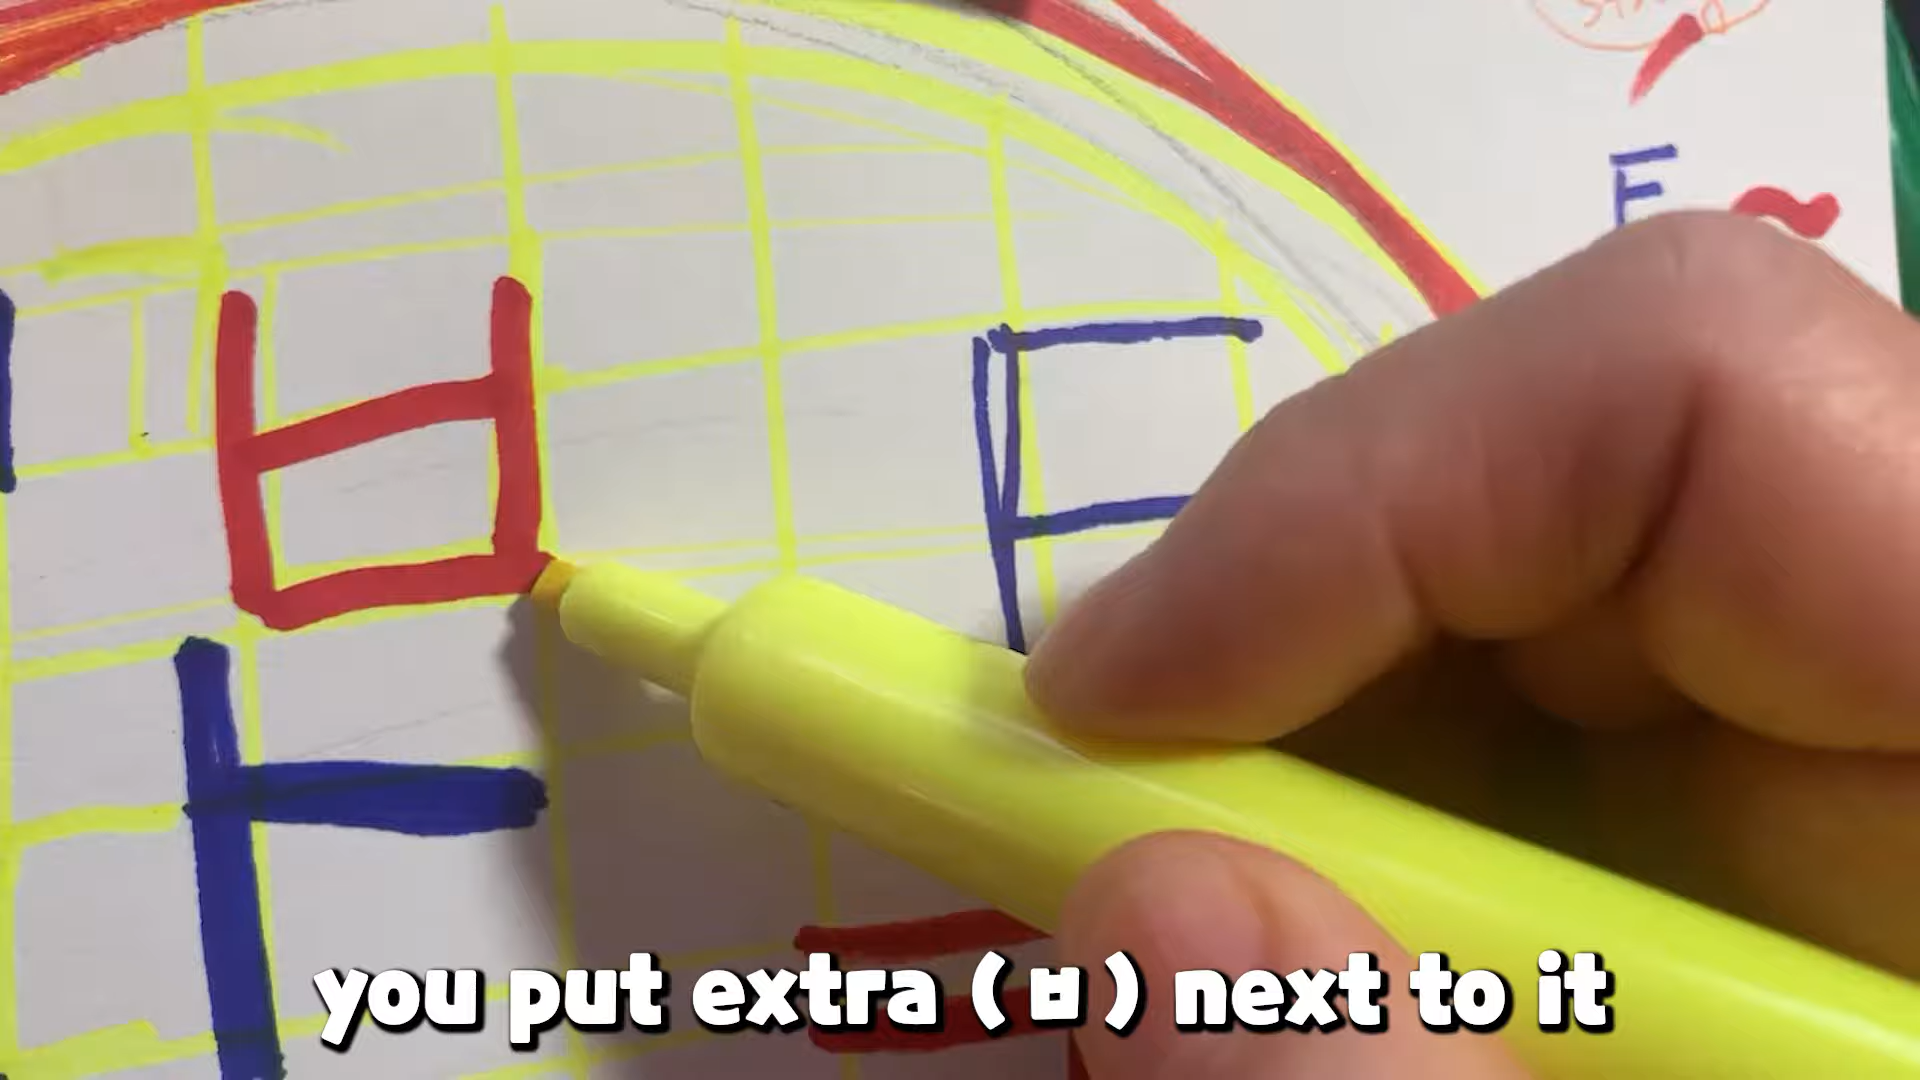 F
ㅂ
F
ㅏ
you put extra (ㅂ) next to it